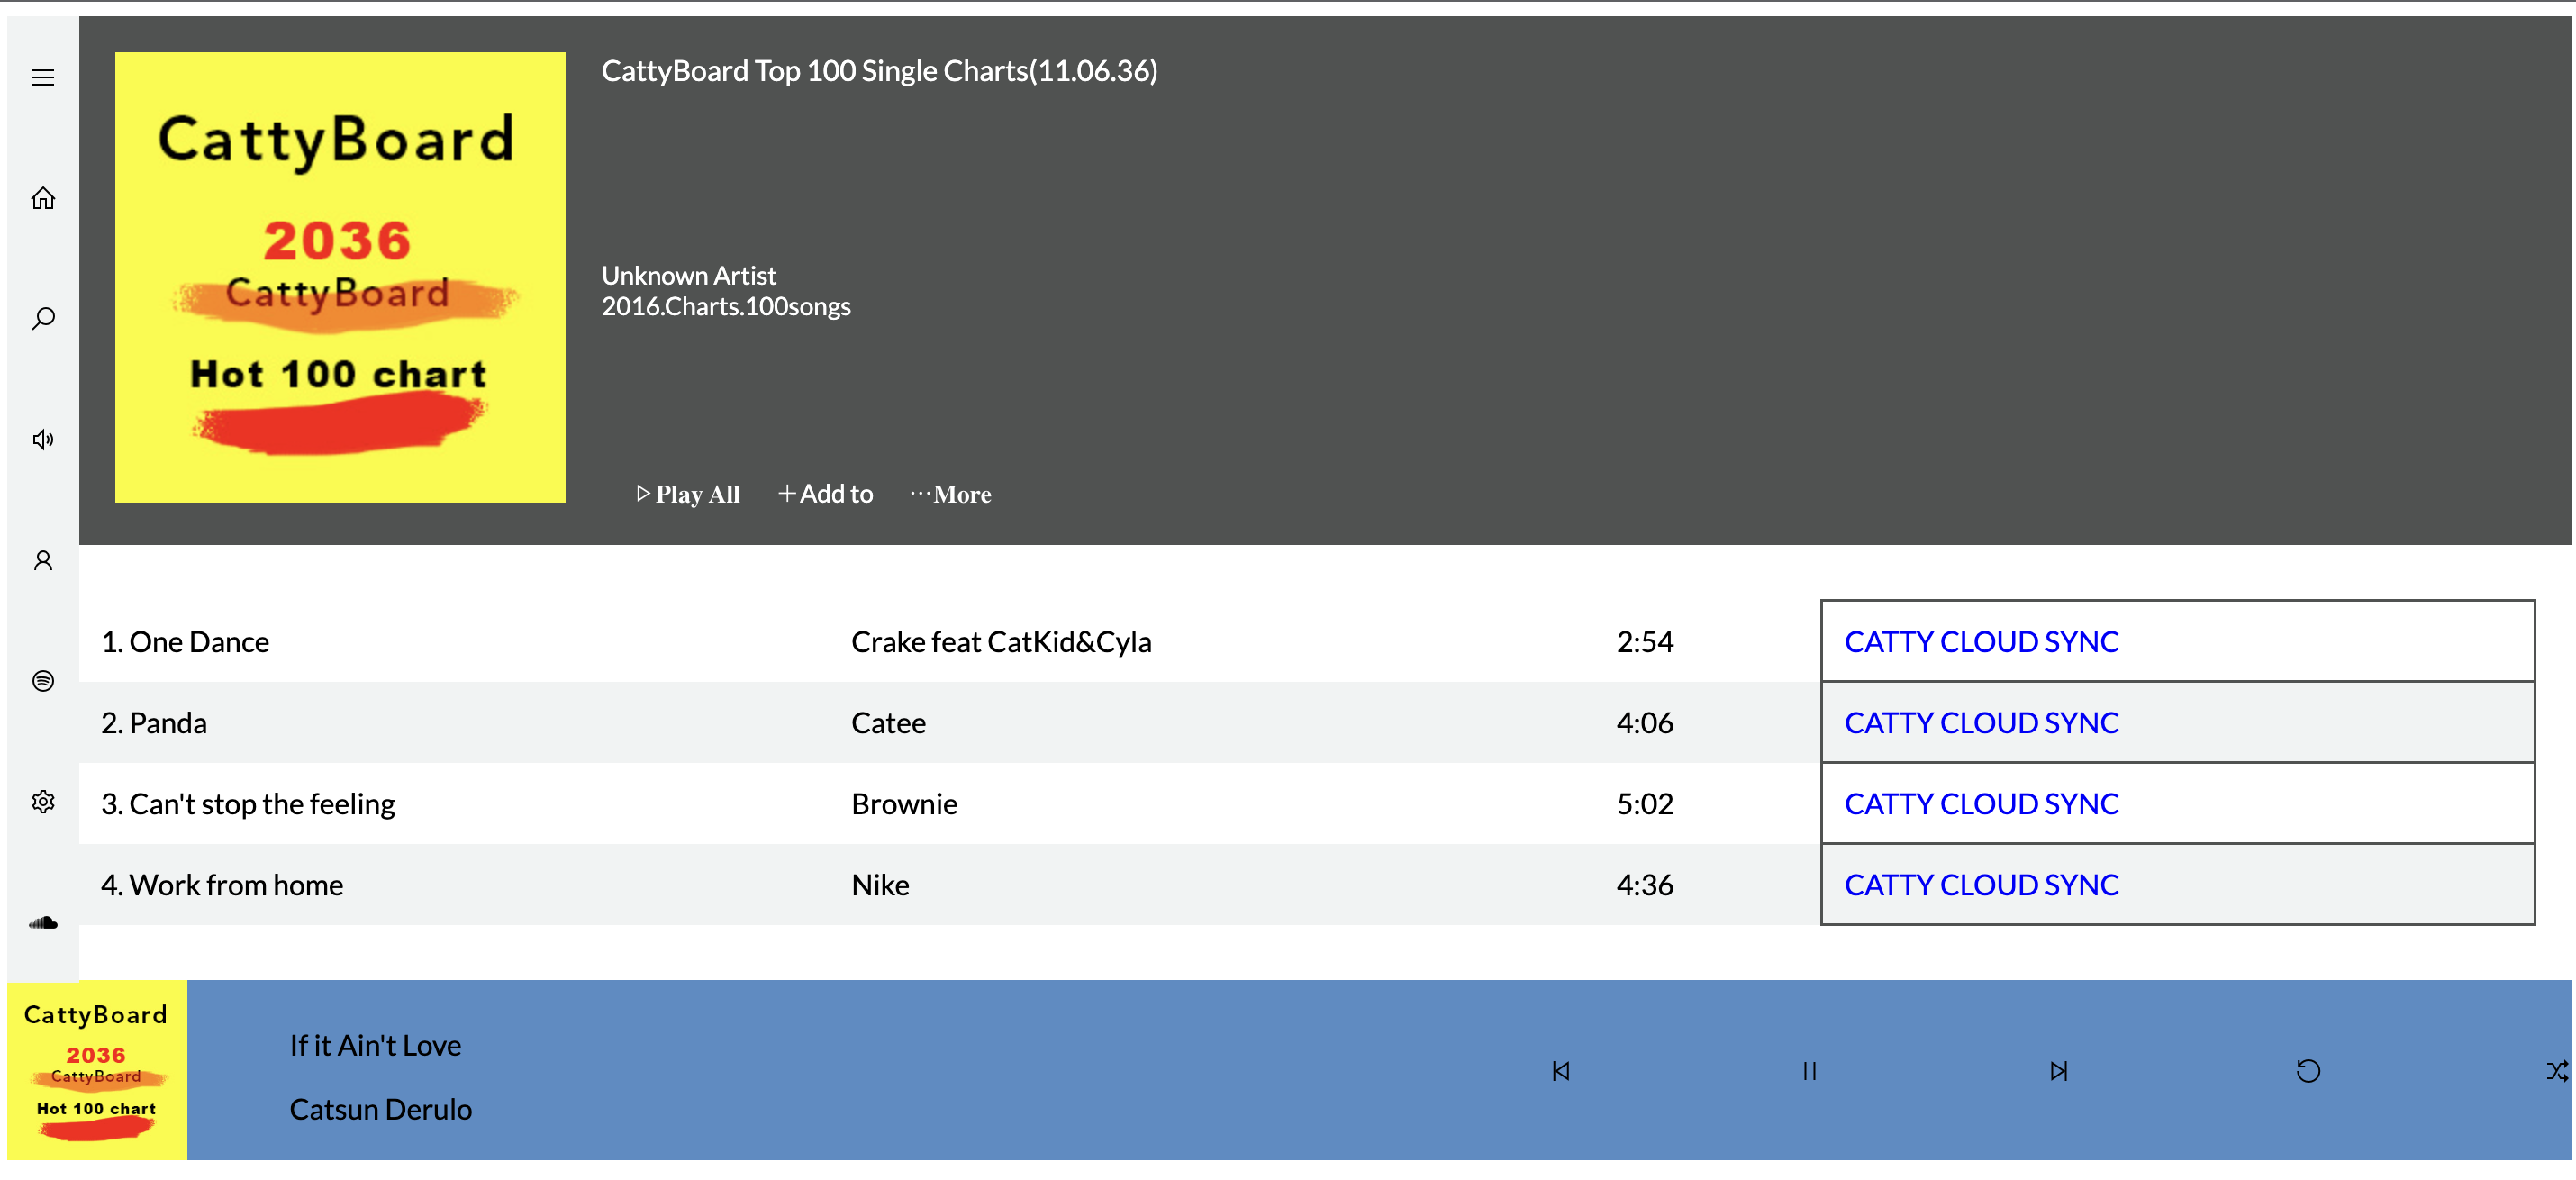 CattyBoard
2036
CattyBoard
Hot 100 chart
CattyBoard Top 100 Single Charts(11.06.36)
Unknown Artist
2016.Charts.100songs
Play All +Add to ···More
1. One Dance Crake feat CatKid&Cyla 2:54 CATTY CLOUD SYNC
2. Panda Catee 4:06 CATTY CLOUD SYNC
3. Can't stop the feeling Brownie 5:02 CATTY CLOUD SYNC
4. Work from home Nike 4:36 CATTY CLOUD SYNC
CattyBoard
2036
CattyBoard
Hot 100 chart
If it Ain't Love
Catsun Derulo